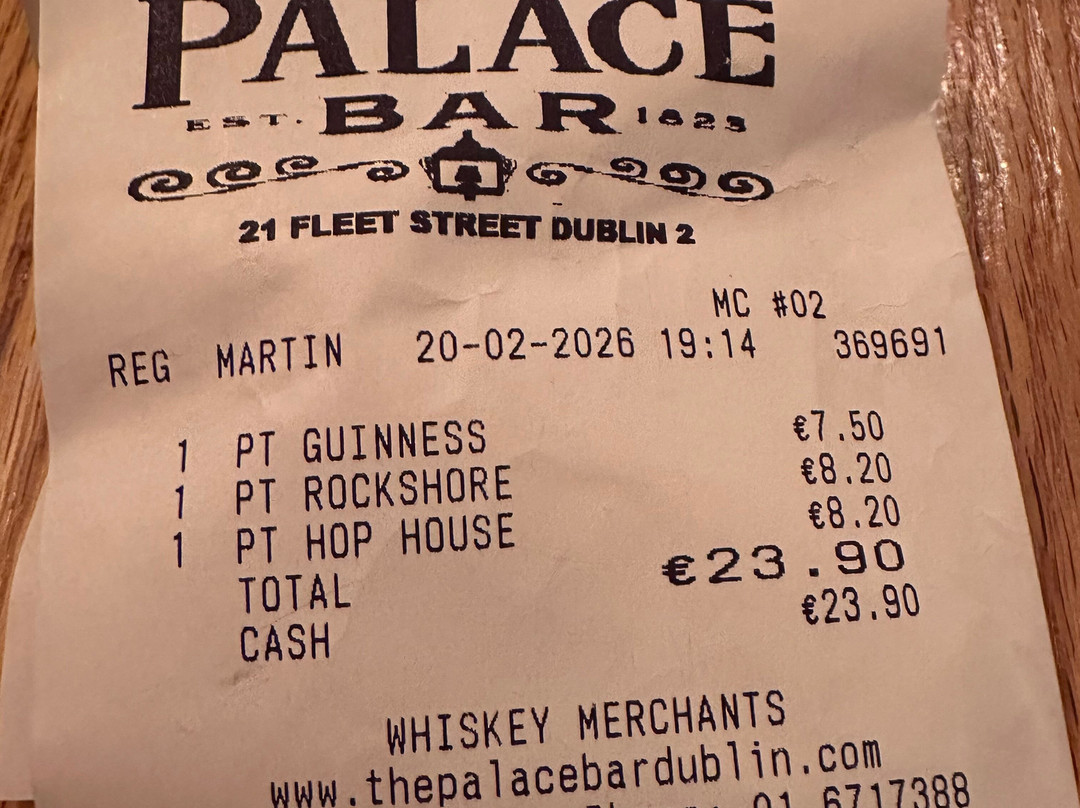 PALACE
EST. BAR 1823
21 FLEET STREET DUBLIN 2
MC #02
REG MARTIN 20-02-2026 19:14 369691
1 PT GUINNESS €7.50
1 PT ROCKSHORE €8.20
1 PT HOP HOUSE €8.20
TOTAL €23.90
CASH €23.90
WHISKEY MERCHANTS
www.thepalacebardublin.com
01 6717388